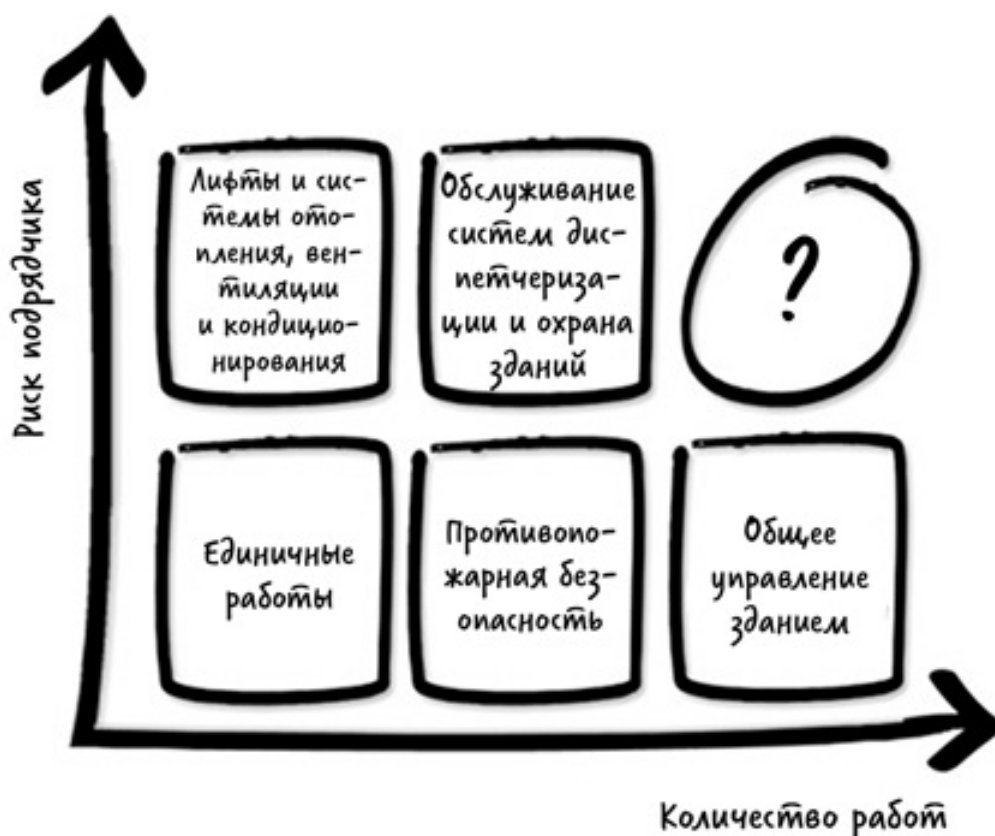 Риск подрядчика
Лифты и сис-
темы ото-
пления, вен-
тиляции
и кондицио-
нирования
Обслуживание
систем дис-
петчериза-
ции и охрана
зданий
?
Единичные
работы
Противопо-
жарная без-
опасность
Общее
управление
зданием
Количество работ